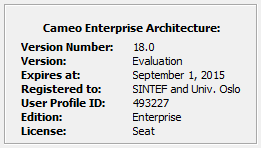 Cameo Enterprise Architecture:
Version Number: 18.0
Version: Evaluation
Expires at: September 1, 2015
Registered to: SINTEF and Univ. Oslo
User Profile ID: 493227
Edition: Enterprise
License: Seat